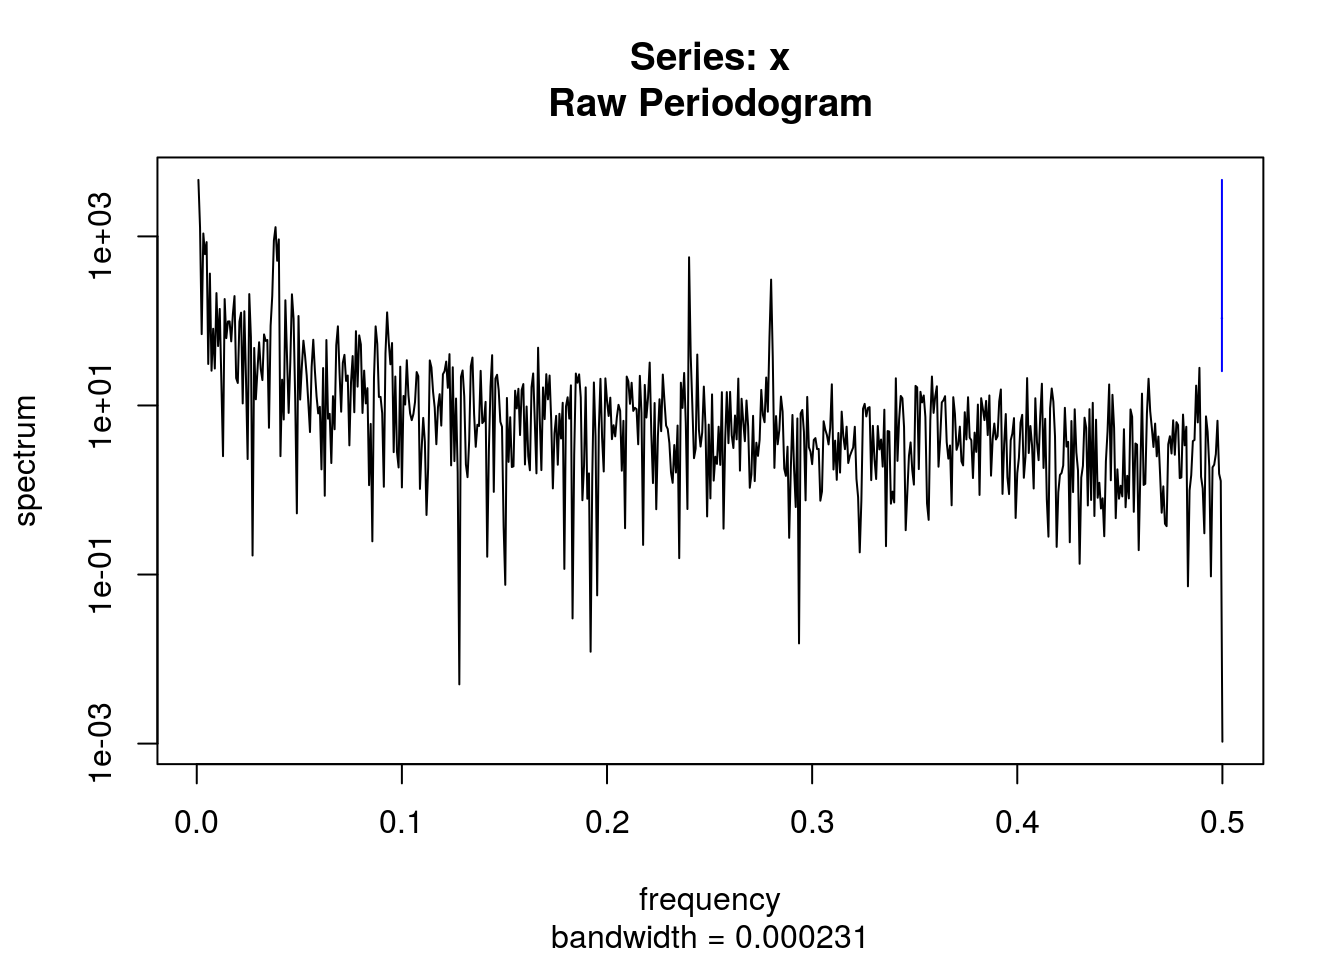 Series: x
Raw Periodogram
spectrum
1e+03
1e+01
1e-01
1e-03
0.0 0.1 0.2 0.3 0.4 0.5
frequency
bandwidth = 0.000231